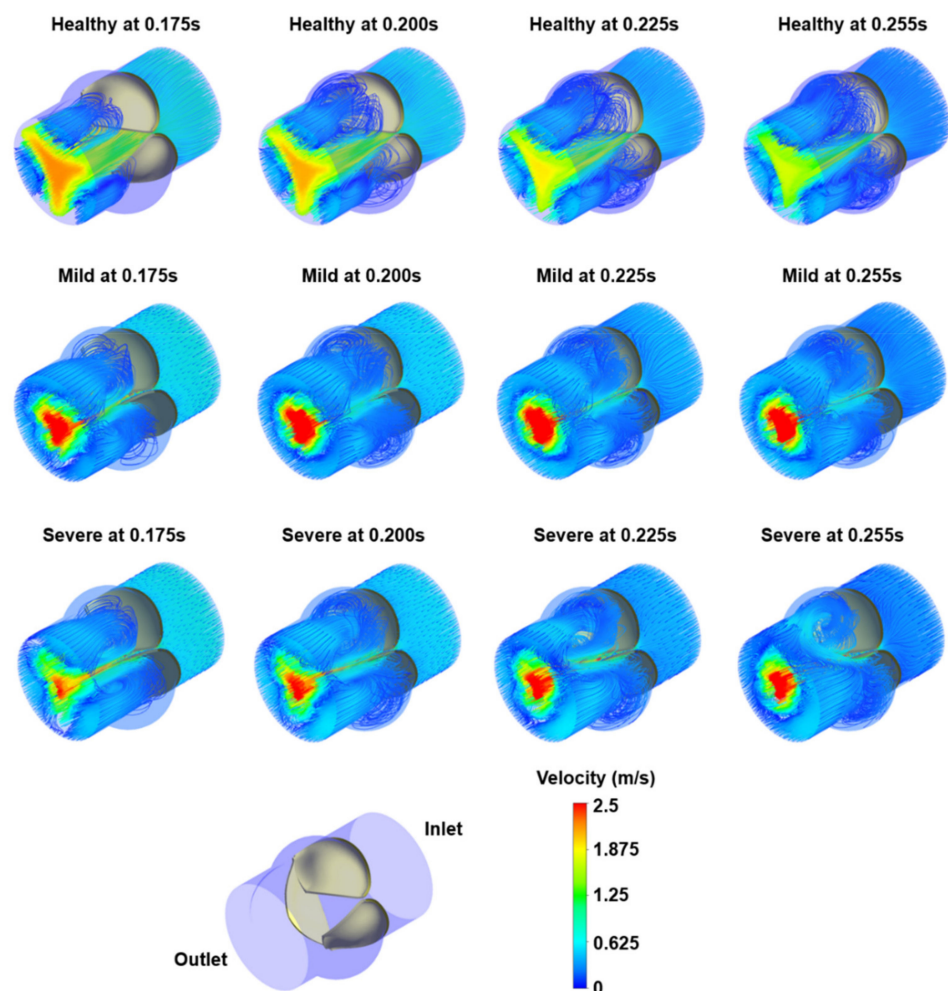 Healthy at 0.175s
Healthy at 0.200s
Healthy at 0.225s
Healthy at 0.255s
Mild at 0.175s
Mild at 0.200s
Mild at 0.225s
Mild at 0.255s
Severe at 0.175s
Severe at 0.200s
Severe at 0.225s
Severe at 0.255s
Inlet
Outlet
Velocity (m/s)
2.5
1.875
1.25
0.625
0